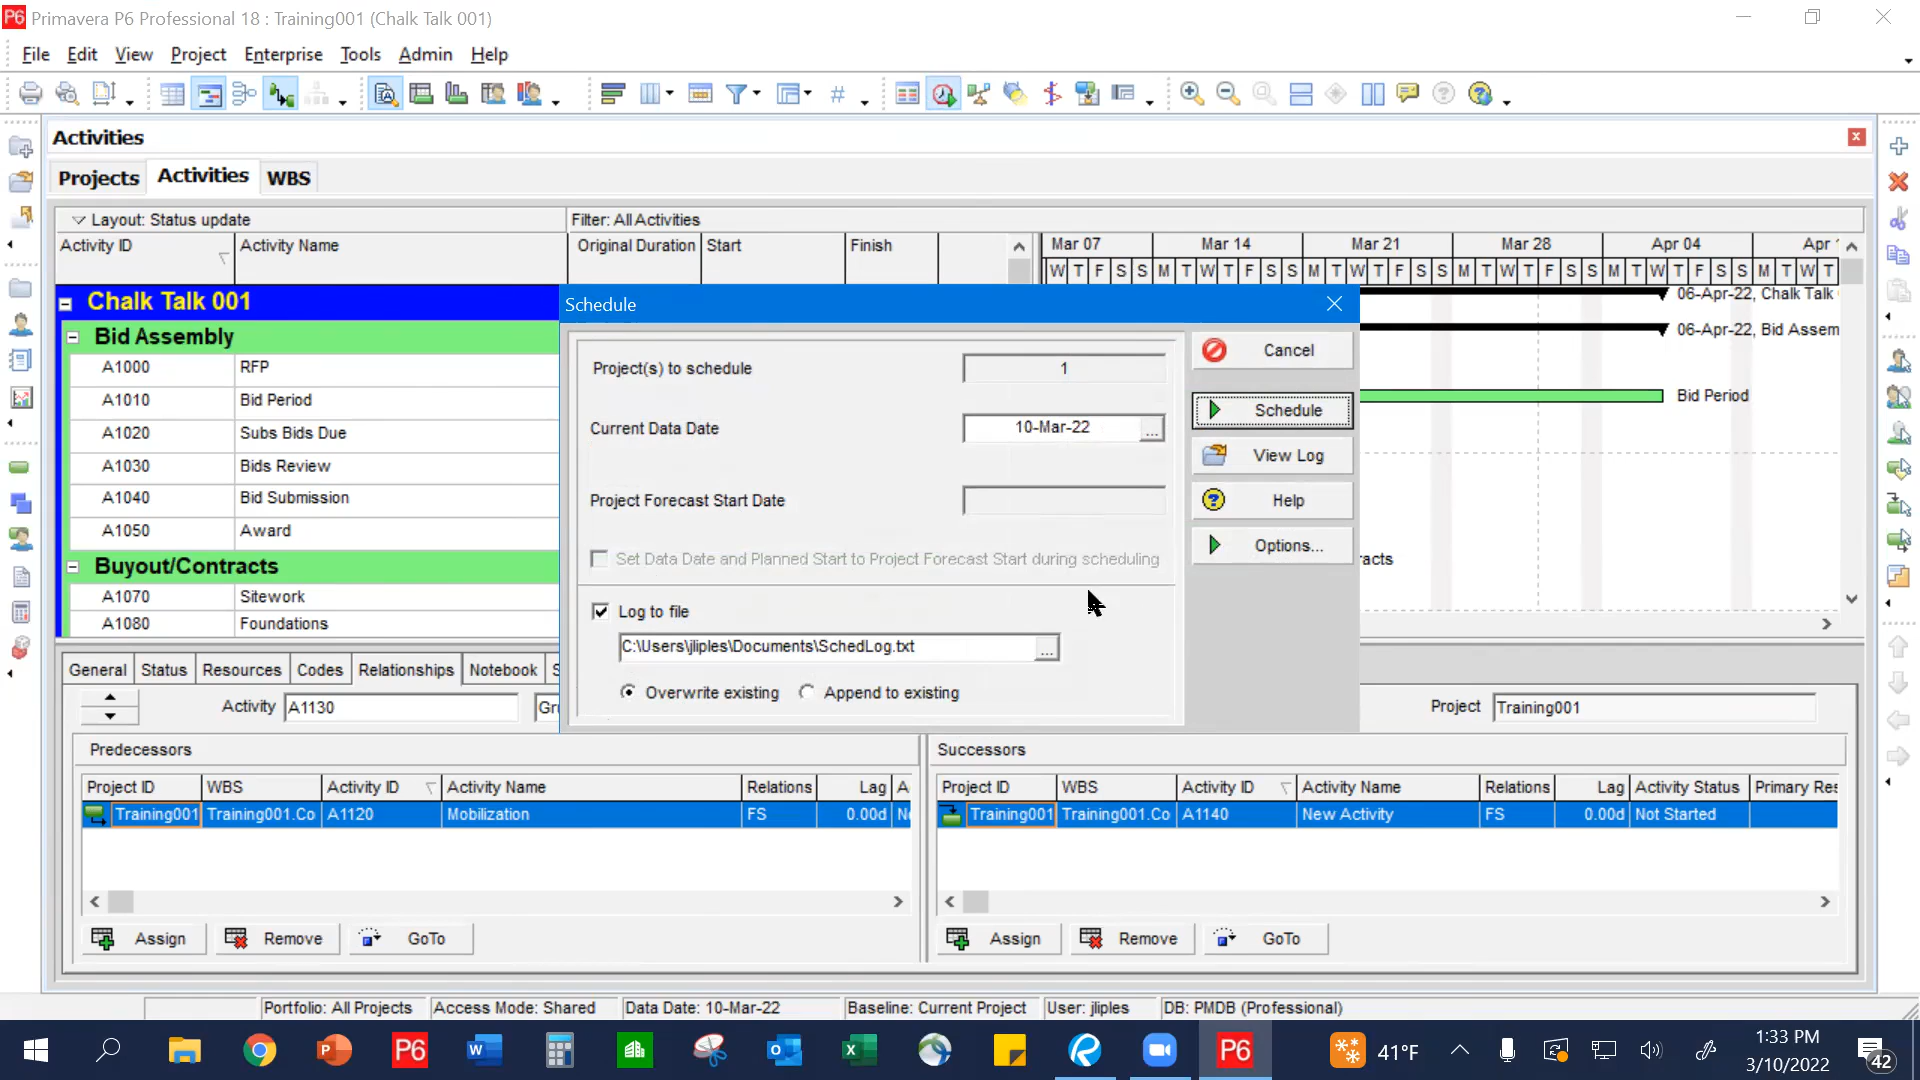 P6 Primavera P6 Professional 18 : Training001 (Chalk Talk 001)
File Edit View Project Enterprise Tools Admin Help
Activities
Projects Activities WBS
Layout: Status update Filter: All Activities
Activity ID Activity Name Original Duration Start Finish Mar 07 Mar 14 Mar 21 Mar 28 Apr 04 Apr
W T F S S M T W T F S S M T W T F S S M T W T F S S M T W T F S S M T W T
Chalk Talk 001 06-Apr-22, Chalk Talk
Bid Assembly 06-Apr-22, Bid Assem
A1000 RFP
A1010 Bid Period Bid Period
A1020 Subs Bids Due
A1030 Bids Review
A1040 Bid Submission
A1050 Award
Buyout/Contracts racts
A1070 Sitework
A1080 Foundations
Schedule
Project(s) to schedule 1 Cancel
Current Data Date 10-Mar-22 ... Schedule
View Log
Project Forecast Start Date Help
Set Data Date and Planned Start to Project Forecast Start during scheduling Options...
Log to file
C:\Users\jliples\Documents\SchedLog.txt ...
Overwrite existing Append to existing
General Status Resources Codes Relationships Notebook S
Activity A1130 Gr Project Training001
Predecessors Successors
Project ID WBS Activity ID Activity Name Relations Lag A Project ID WBS Activity ID Activity Name Relations Lag Activity Status Primary Res
Training001 Training001.Co A1120 Mobilization FS 0.00d N Training001 Training001.Co A1140 New Activity FS 0.00d Not Started
Assign Remove GoTo Assign Remove GoTo
Portfolio: All Projects Access Mode: Shared Data Date: 10-Mar-22 Baseline: Current Project User: jliples DB: PMDB (Professional)
P6 P6 41°F 1:33 PM
3/10/2022 42